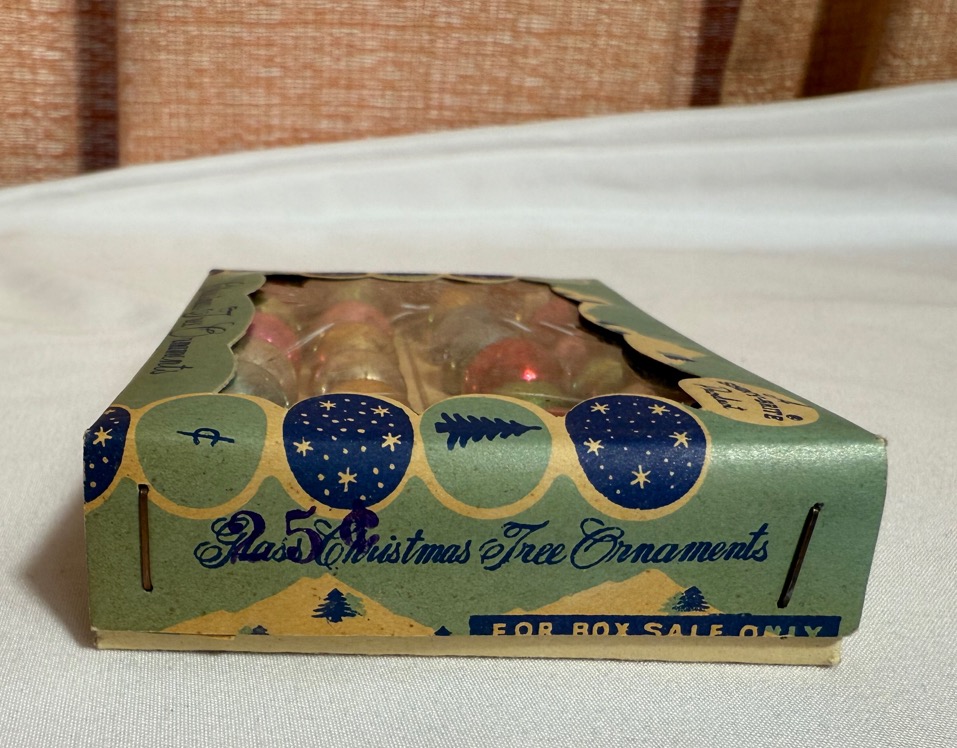 25¢
Glass Christmas Tree Ornaments
FOR BOX SALE ONLY